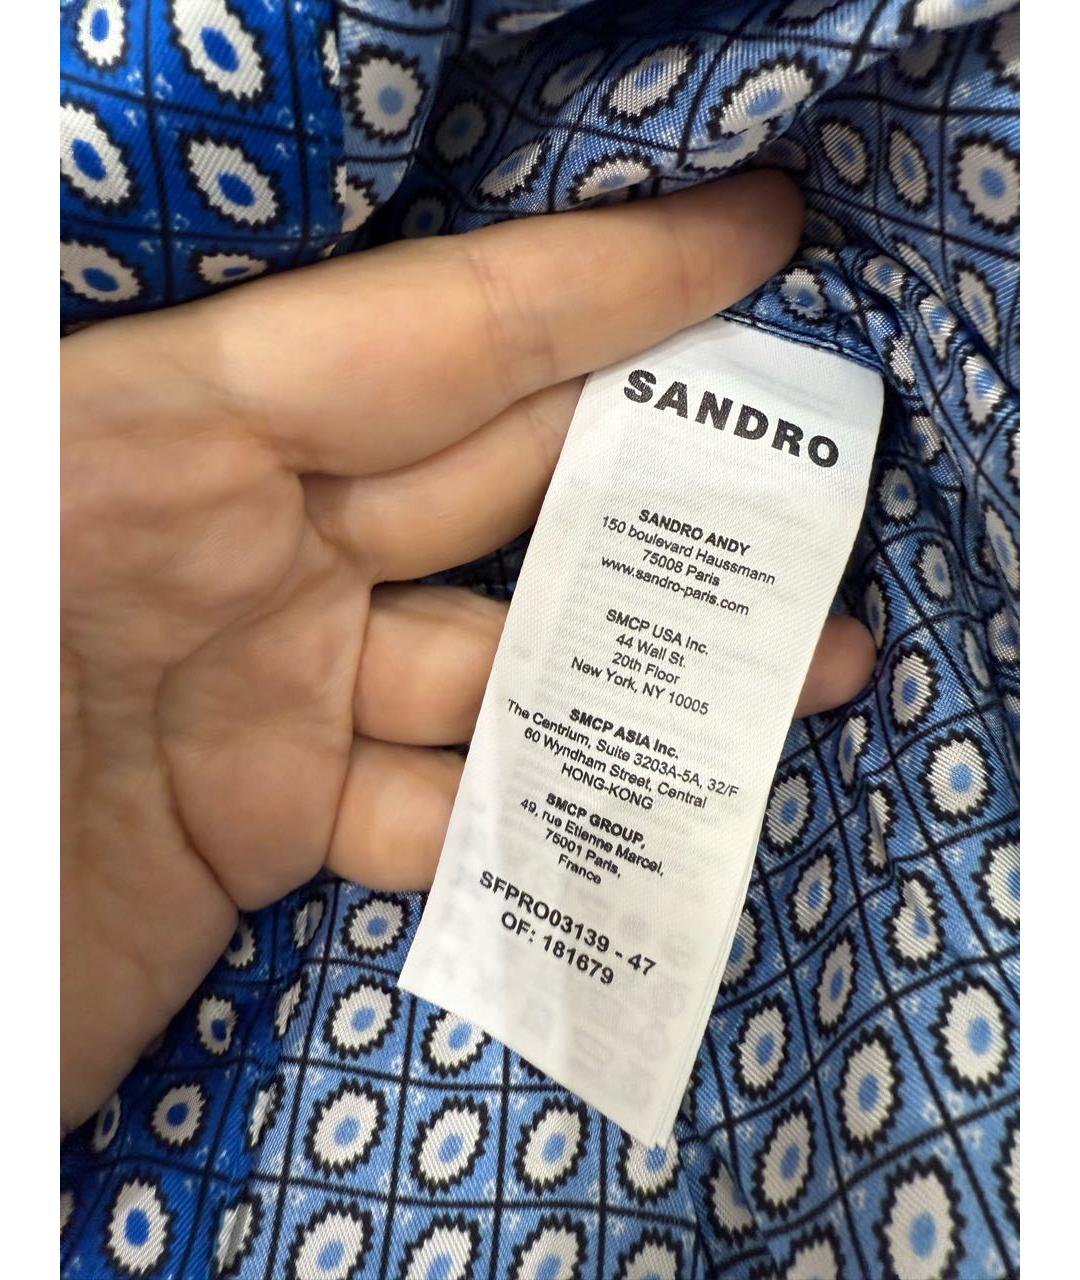 SANDRO
SANDRO ANDY
150 boulevard Haussmann
75008 Paris
www.sandro-paris.com
SMCP USA Inc.
44 Wall St.
20th Floor
New York, NY 10005
SMCP ASIA Inc.
The Centrium, Suite 3203A-5A, 32/F
60 Wyndham Street, Central
HONG-KONG
SMCP GROUP,
49, rue Etienne Marcel,
75001 Paris,
France
SFPRO03139 - 47
OF: 181679